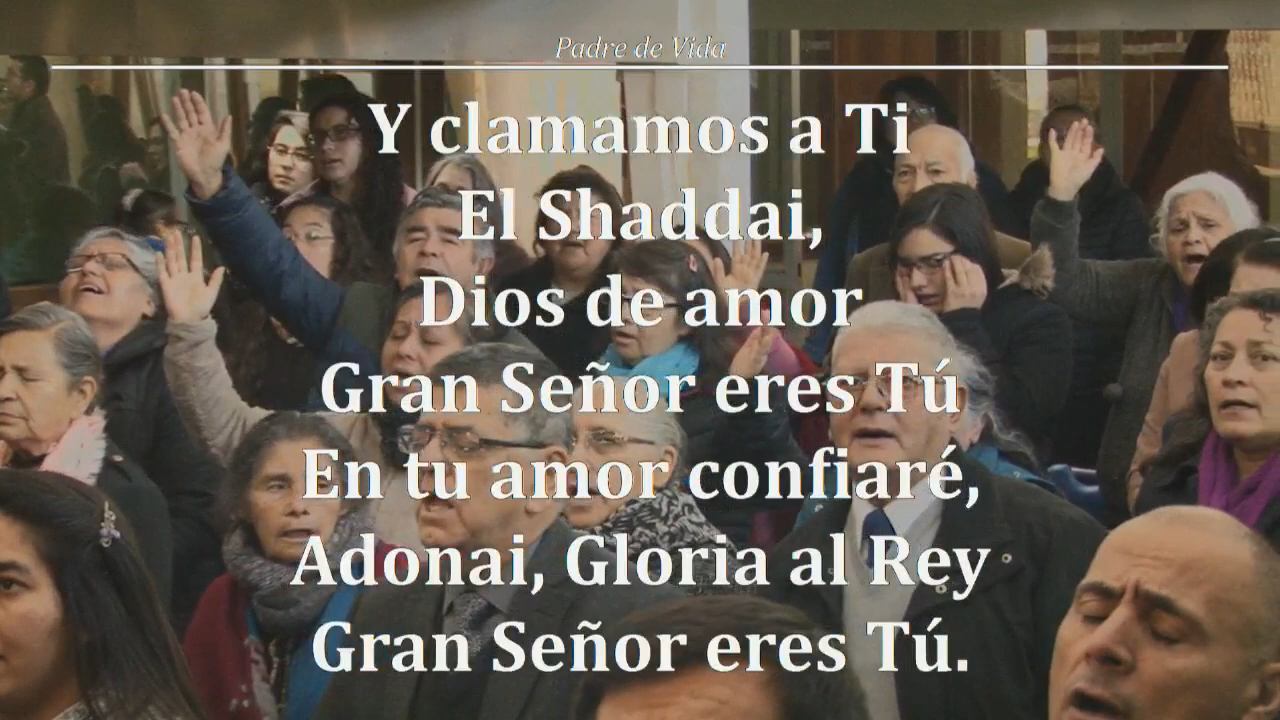 Padre de Vida
Y clamamos a Ti
El Shaddai,
Dios de amor
Gran Señor eres Tú
En tu amor confiaré,
Adonai, Gloria al Rey
Gran Señor eres Tú.